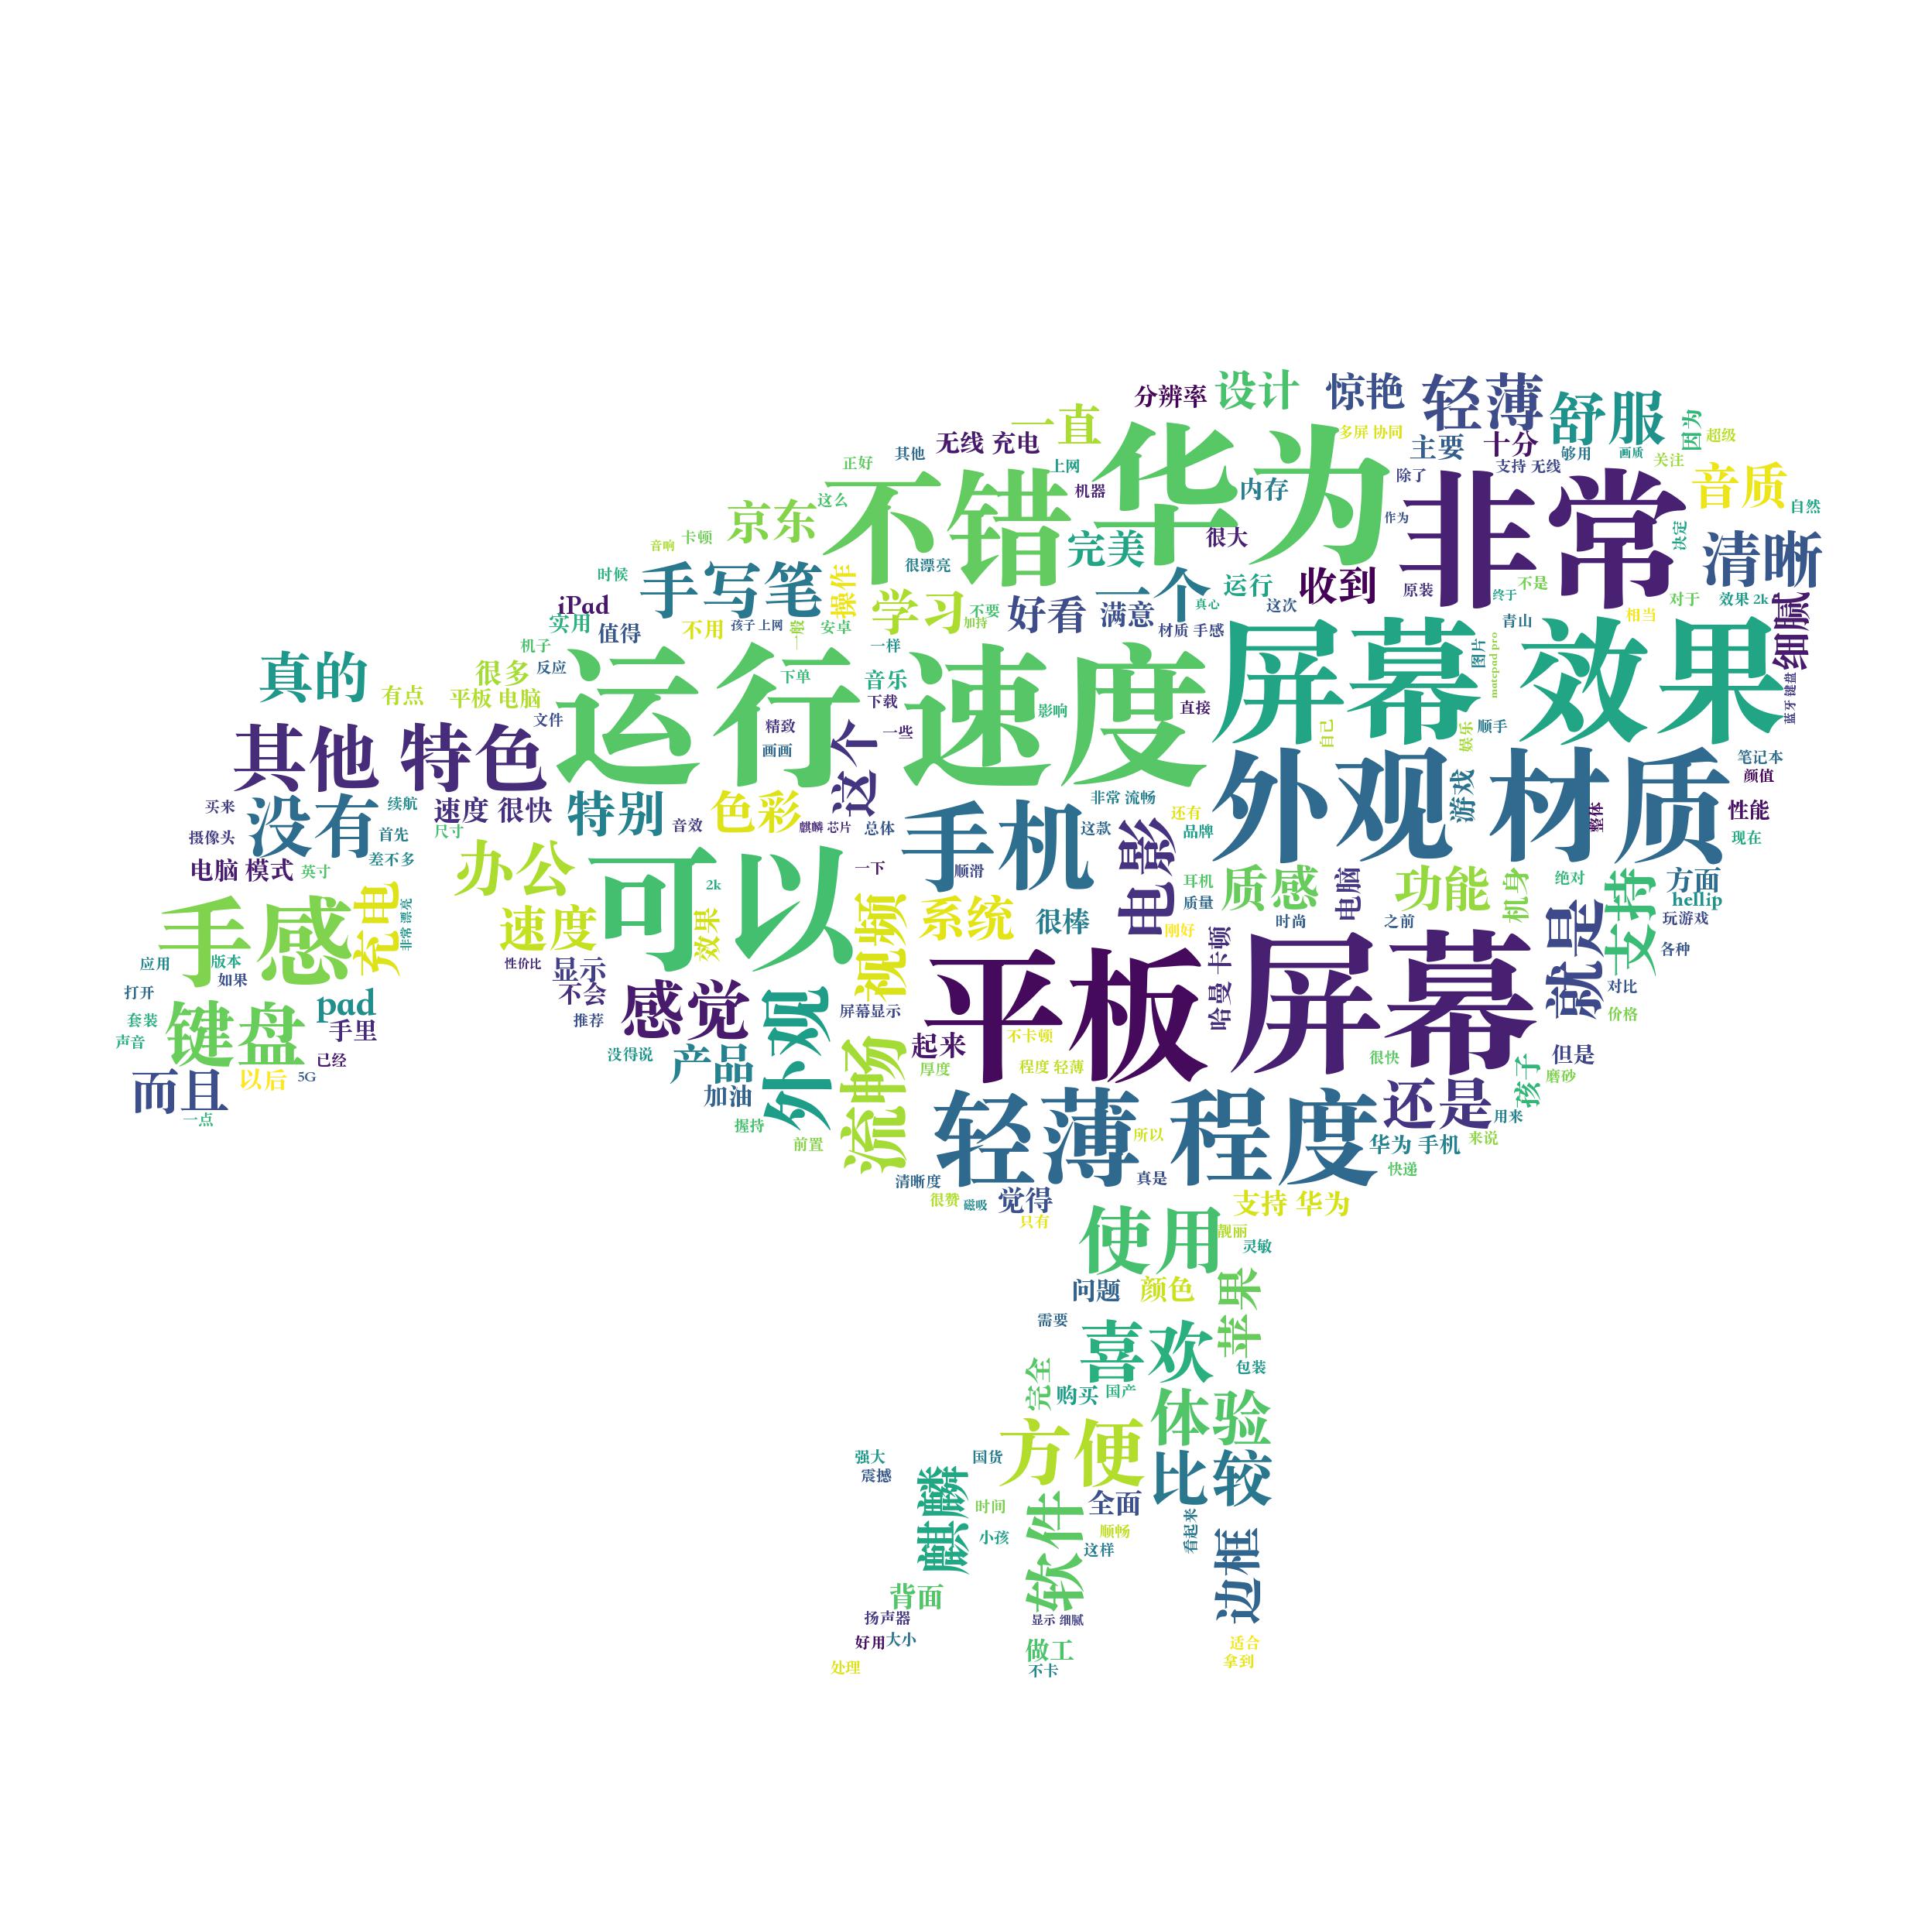 分辨率 设计 惊艳 轻薄 舒服
一直 多屏 协同 因为 超级
无线 充电 华为 主要 十分
其他 上网 除了 支持 无线 够用 画质 关注
正好 不错 机器 内存 非常 音质
京东 这么 作为 决定 自然
音响 卡顿 很漂亮 完美 很大 清晰
时候 手写笔 操作 一个 运行 收到 原装 终于 不是
iPad 学习 不要 好看 满意 真心 这次 对于 效果 2k
实用 值得 不用 孩子 上网 一般 安卓 加持 材质 手感 青山 相当 细腻
机子 一样
真的 很多 反应 运行 速度 屏幕 效果
有点 平板 电脑 下单 音乐 图片 matepad pro
下载 影响 直接 蓝牙 键盘
其他 特色 文件 精致 这个 一些 自己 娱乐 顺手
画画 外观 材质 笔记本
颜值
买来 没有 续航 速度 很快 特别 色彩 手机 非常 流畅 游戏 整体 性能
摄像头 首先 尺寸 音效 麒麟 芯片 总体 这款 还有 品牌 现在
电脑 模式 差不多 英寸 办公 可以 一下 顺滑 电影
手感 充电 非常 漂亮 2k 耳机 质感 电脑 功能 机身 绝对 支持 方面
速度 效果 视频 系统 很棒 质量 时尚 之前 就是 hellip
玩游戏
应用 版本 如果 性价比 显示 刚好 哈曼 卡顿 各种
打开 pad 不会 感觉 外观 平板 屏幕 对比
套装 键盘 手里 推荐 屏幕显示 价格
声音 已经 没得说 产品 流畅 起来 不卡顿 很快 但是
而且 以后 5G 加油 厚度 程度 轻薄 孩子 磨砂
一点 握持 轻薄 程度 还是 用来
前置 所以 华为 手机 来说
清晰度 真是 快递
很赞 磁吸 觉得 支持 华为
只有 使用 靓丽
灵敏
问题 颜色 苹果
需要 喜欢
完全 购买 国产 包装
体验
强大 国货 方便
震撼 麒麟 比较
时间 软件 全面
小孩 顺畅 看起来 边框
这样
背面
扬声器 显示 细腻
好用 大小 做工 适合
处理 不卡 拿到